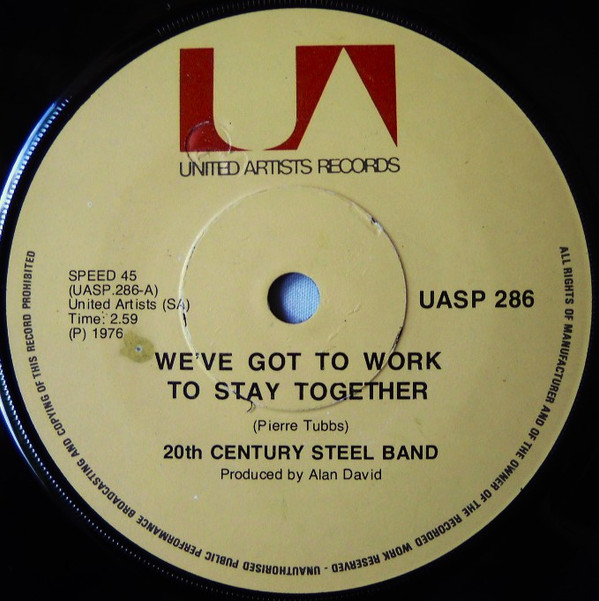 UA
UNITED ARTISTS RECORDS
SPEED 45
(UASP.286-A)
United Artists (SA)
Time: 2.59
(P) 1976
UASP 286
WE'VE GOT TO WORK
TO STAY TOGETHER
(Pierre Tubbs)
20th CENTURY STEEL BAND
Produced by Alan David
ALL RIGHTS OF MANUFACTURER AND OF THE OWNER OF THE RECORDED WORK RESERVED - UNAUTHORISED PUBLIC PERFORMANCE BROADCASTING AND COPYING OF THIS RECORD PROHIBITED